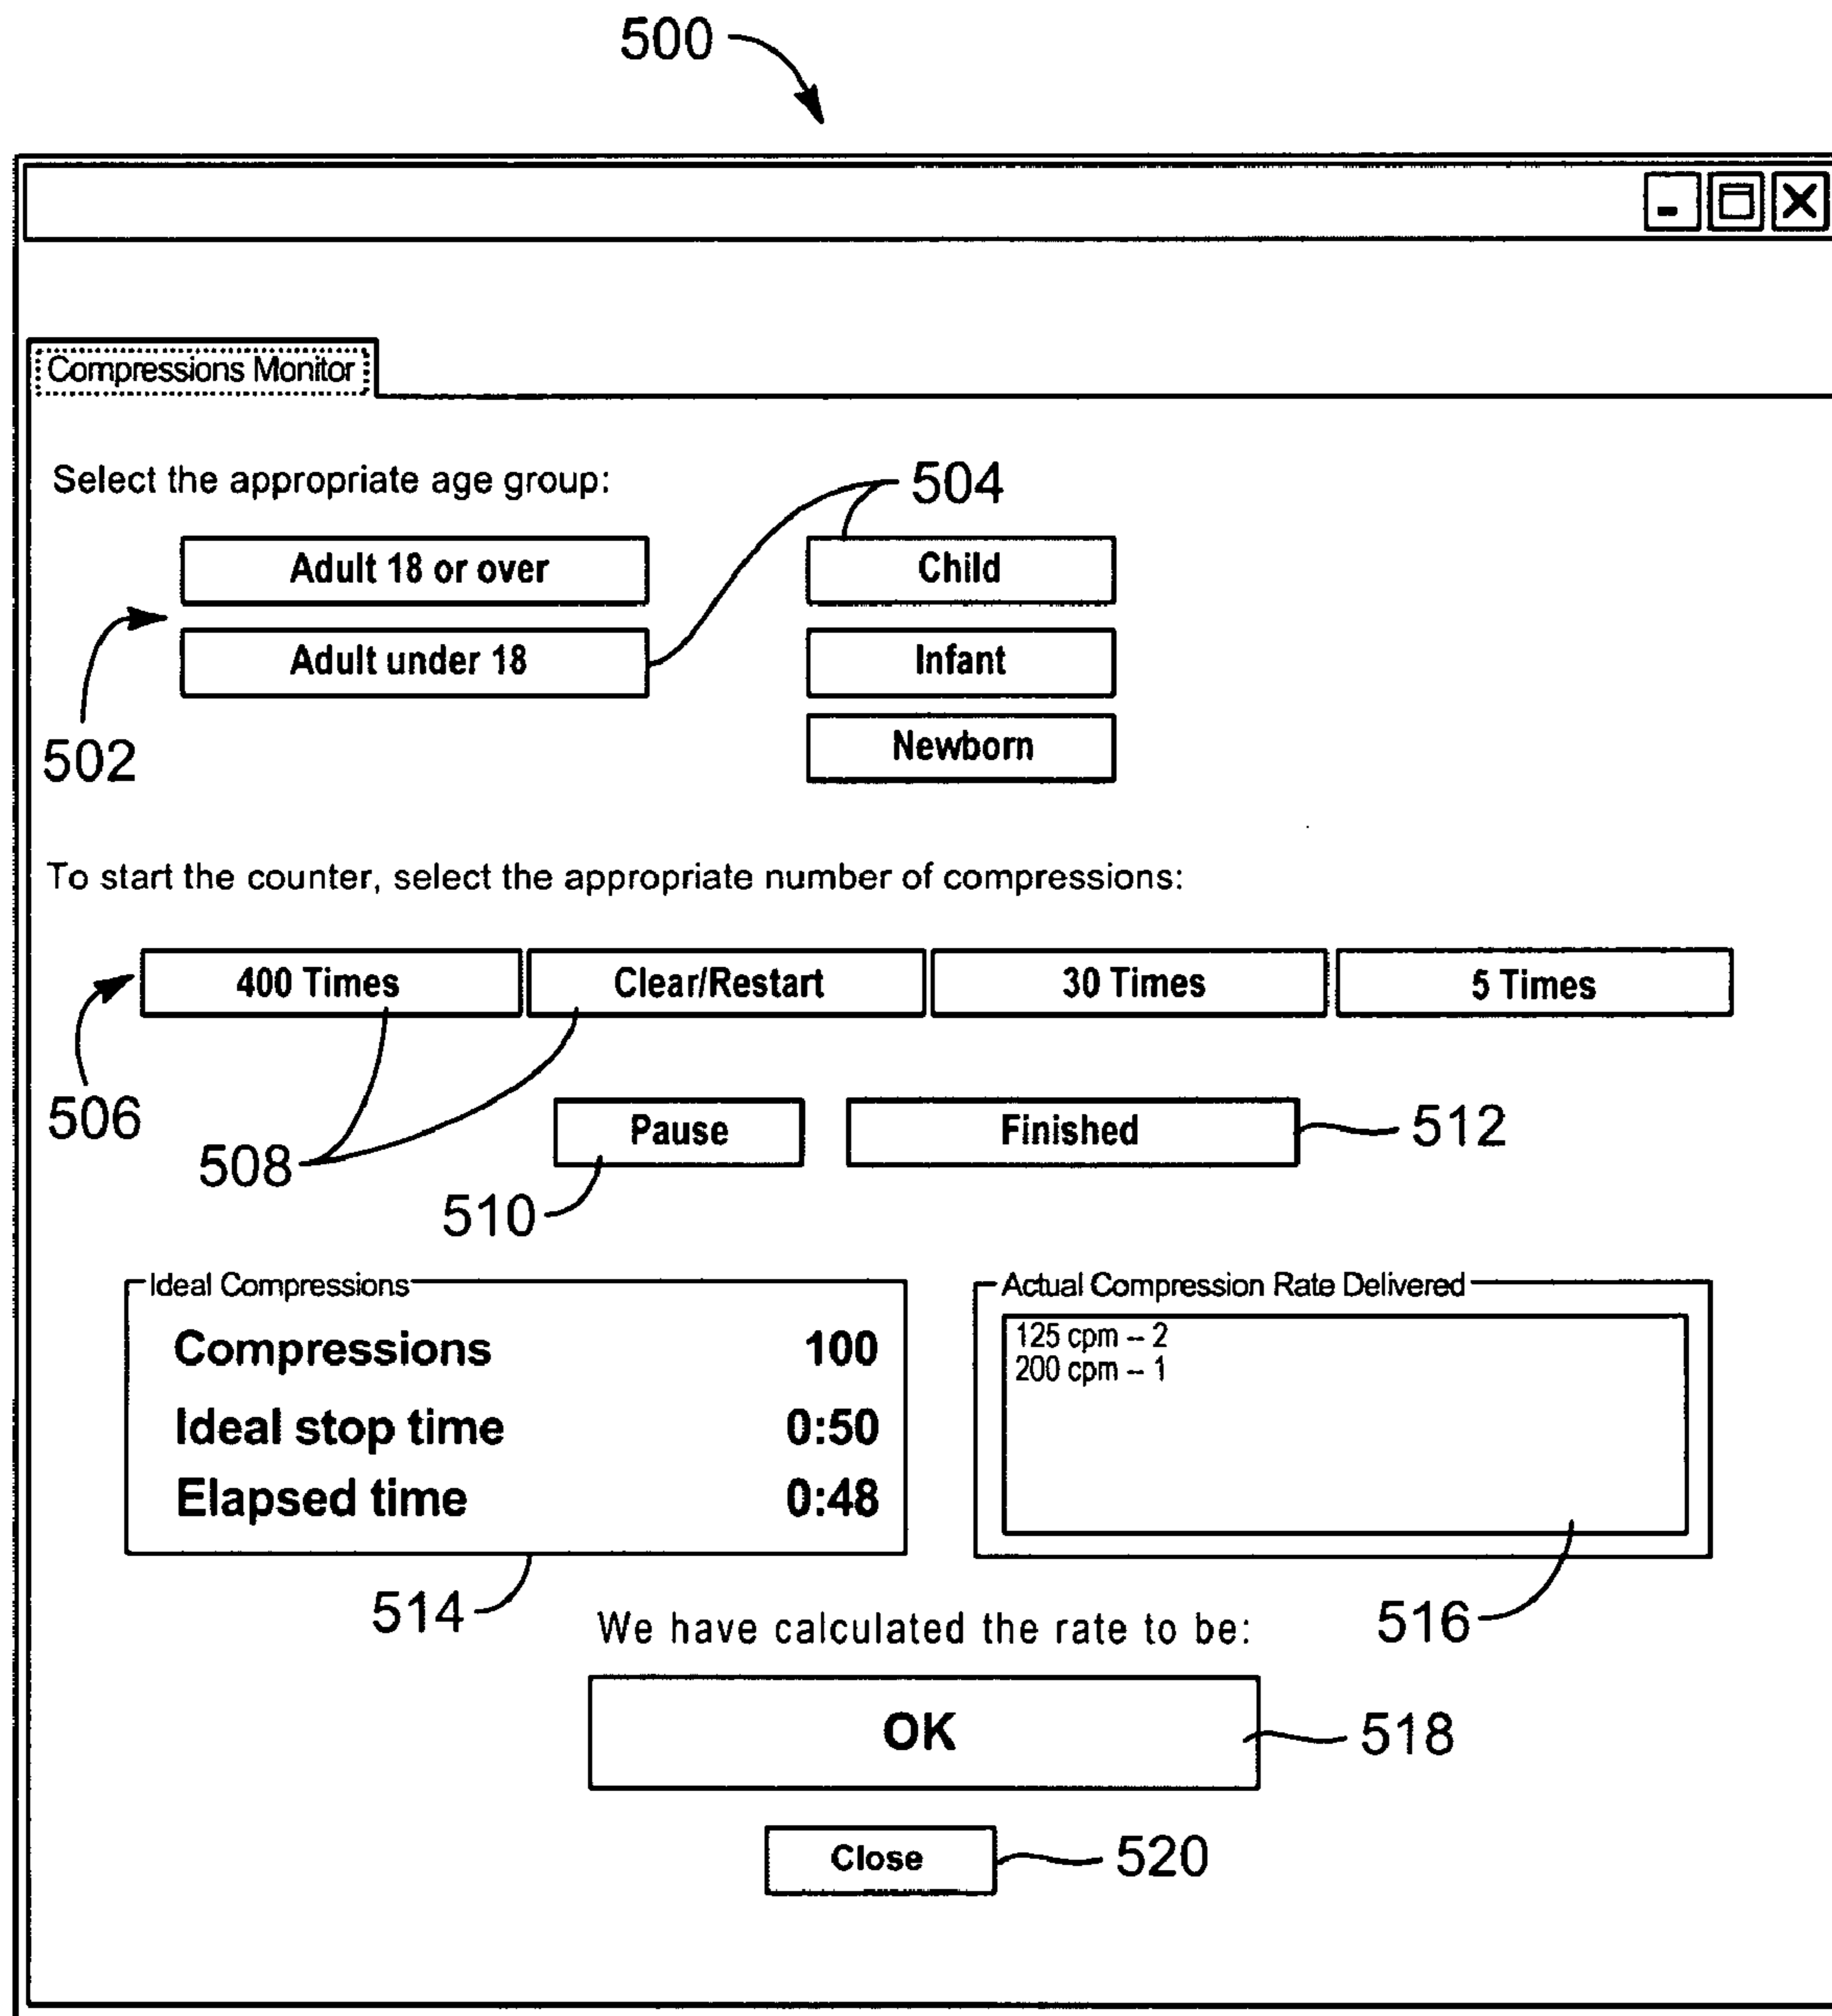 500
Compressions Monitor
Select the appropriate age group:
504
Adult 18 or over
Child
Adult under 18
Infant
502
Newborn
To start the counter, select the appropriate number of compressions:
400 Times
Clear/Restart
30 Times
5 Times
506
508
Pause
Finished
512
510
Ideal Compressions
Compressions 100
Ideal stop time 0:50
Elapsed time 0:48
514
Actual Compression Rate Delivered
125 cpm -- 2
200 cpm -- 1
516
We have calculated the rate to be:
OK
518
Close
520